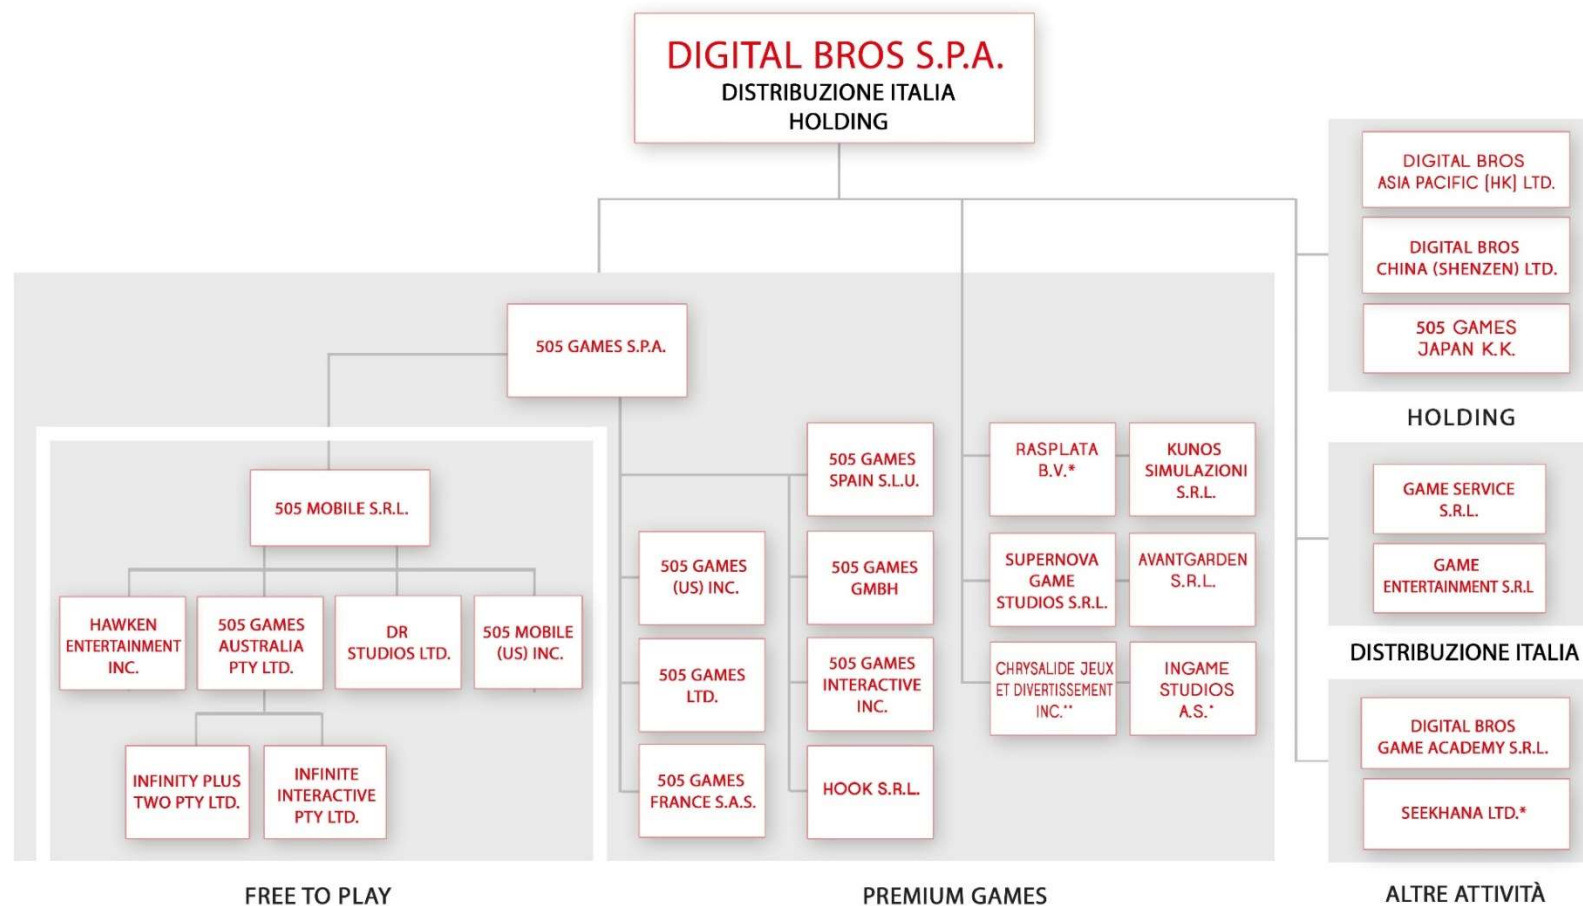 DIGITAL BROS S.P.A.
DISTRIBUZIONE ITALIA
HOLDING
DIGITAL BROS
ASIA PACIFIC (HK) LTD.
DIGITAL BROS
CHINA (SHENZEN) LTD.
505 GAMES
JAPAN K.K.
HOLDING
505 GAMES S.P.A.
505 MOBILE S.R.L.
HAWKEN
ENTERTAINMENT
INC.
505 GAMES
AUSTRALIA
PTY LTD.
DR
STUDIOS LTD.
505 MOBILE
(US) INC.
INFINITY PLUS
TWO PTY LTD.
INFINITE
INTERACTIVE
PTY LTD.
FREE TO PLAY
505 GAMES
(US) INC.
505 GAMES
LTD.
505 GAMES
FRANCE S.A.S.
505 GAMES
SPAIN S.L.U.
505 GAMES
GMBH
505 GAMES
INTERACTIVE
INC.
HOOK S.R.L.
RASPLATA
B.V.*
KUNOS
SIMULAZIONI
S.R.L.
SUPERNOVA
GAME
STUDIOS S.R.L.
AVANTGARDEN
S.R.L.
CHRYSALIDE JEUX
ET DIVERTISSEMENT
INC.**
INGAME
STUDIOS
A.S.*
PREMIUM GAMES
GAME SERVICE
S.R.L.
GAME
ENTERTAINMENT S.R.L
DISTRIBUZIONE ITALIA
DIGITAL BROS
GAME ACADEMY S.R.L.
SEEKHANA LTD.*
ALTRE ATTIVITÀ